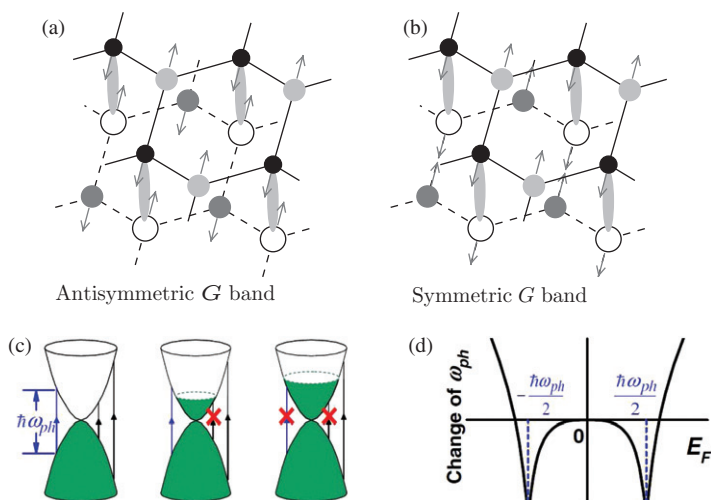 (a)
(b)
Antisymmetric G band
Symmetric G band
(c)
ℏω_ph
(d)
Change of ω_ph
-ℏω_ph/2
ℏω_ph/2
0
E_F